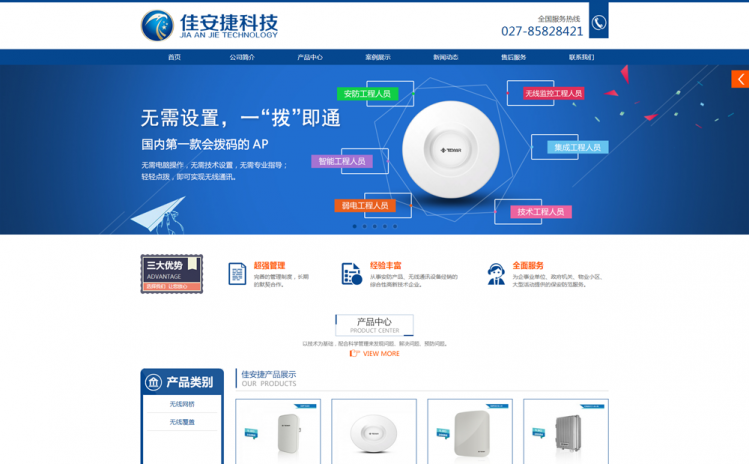 佳安捷科技
JIA AN JIE TECHNOLOGY
全国服务热线
027-85828421
首页 公司简介 产品中心 案例展示 新闻动态 售后服务 联系我们
无需设置，一“拨”即通
国内第一款会拨码的 AP
无需电脑操作，无需技术设置，无需专业指导；
轻轻点拨，即可实现无线通讯。
安防工程人员
无线监控工程人员
智能工程人员
集成工程人员
弱电工程人员
技术工程人员
三大优势
ADVANTAGE
选择我们 让您放心
超强管理
完善的管理制度，长期
的默契合作。
经验丰富
从事安防产品、无线通讯设备经销的
综合性高新技术企业。
全面服务
为企事业单位、政府机关、物业小区、
大型活动提供的保安防范服务。
产品中心
PRODUCT CENTER
以技术为基础，结合科学管理来发现问题、解决问题、预防问题。
VIEW MORE
产品类别
无线网桥
无线覆盖
佳安捷产品展示
OUR PRODUCTS